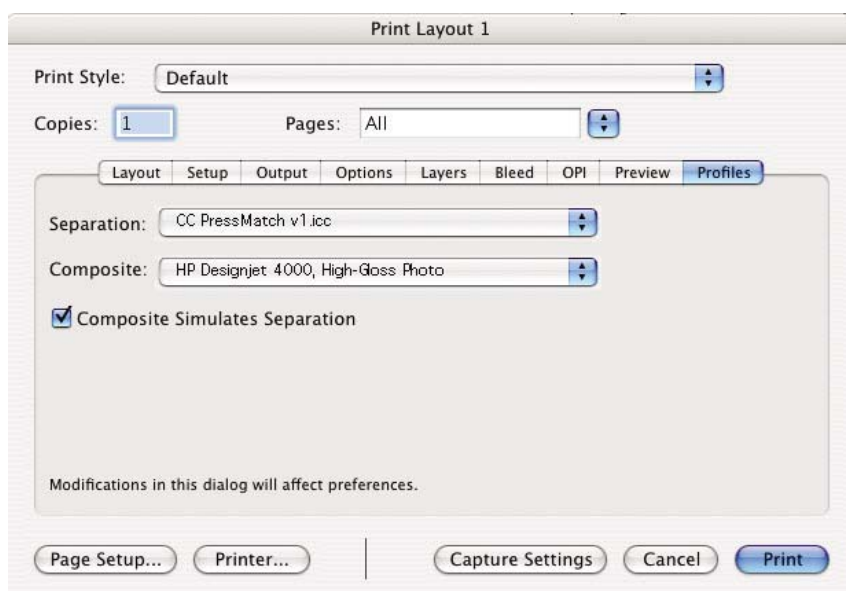 Print Layout 1
Print Style: Default
Copies: 1 Pages: All
Layout Setup Output Options Layers Bleed OPI Preview Profiles
Separation: CC PressMatch v1.icc
Composite: HP Designjet 4000, High-Gloss Photo
Composite Simulates Separation
Modifications in this dialog will affect preferences.
Page Setup... Printer... Capture Settings Cancel Print